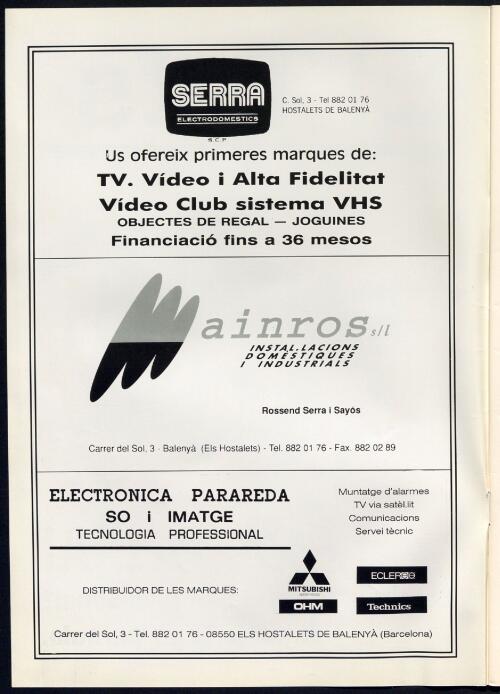 SERRA
ELECTRODOMESTICS
S.C.P.
C. Sol, 3 - Tel 882 01 76
HOSTALETS DE BALENYÀ
Us ofereix primeres marques de:
TV. Vídeo i Alta Fidelitat
Vídeo Club sistema VHS
OBJECTES DE REGAL — JOGUINES
Financiació fins a 36 mesos
Mainros s/l
INSTAL.LACIONS
DOMÈSTIQUES
I INDUSTRIALS
Rossend Serra i Sayós
Carrer del Sol, 3 - Balenyà (Els Hostalets) - Tel. 882 01 76 - Fax. 882 02 89
ELECTRONICA PARAREDA
SO i IMATGE
TECNOLOGIA PROFESSIONAL
Muntatge d'alarmes
TV via satèl.lit
Comunicacions
Servei tècnic
DISTRIBUIDOR DE LES MARQUES:
MITSUBISHI
OHM
ECLER
Technics
Carrer del Sol, 3 - Tel. 882 01 76 - 08550 ELS HOSTALETS DE BALENYÀ (Barcelona)